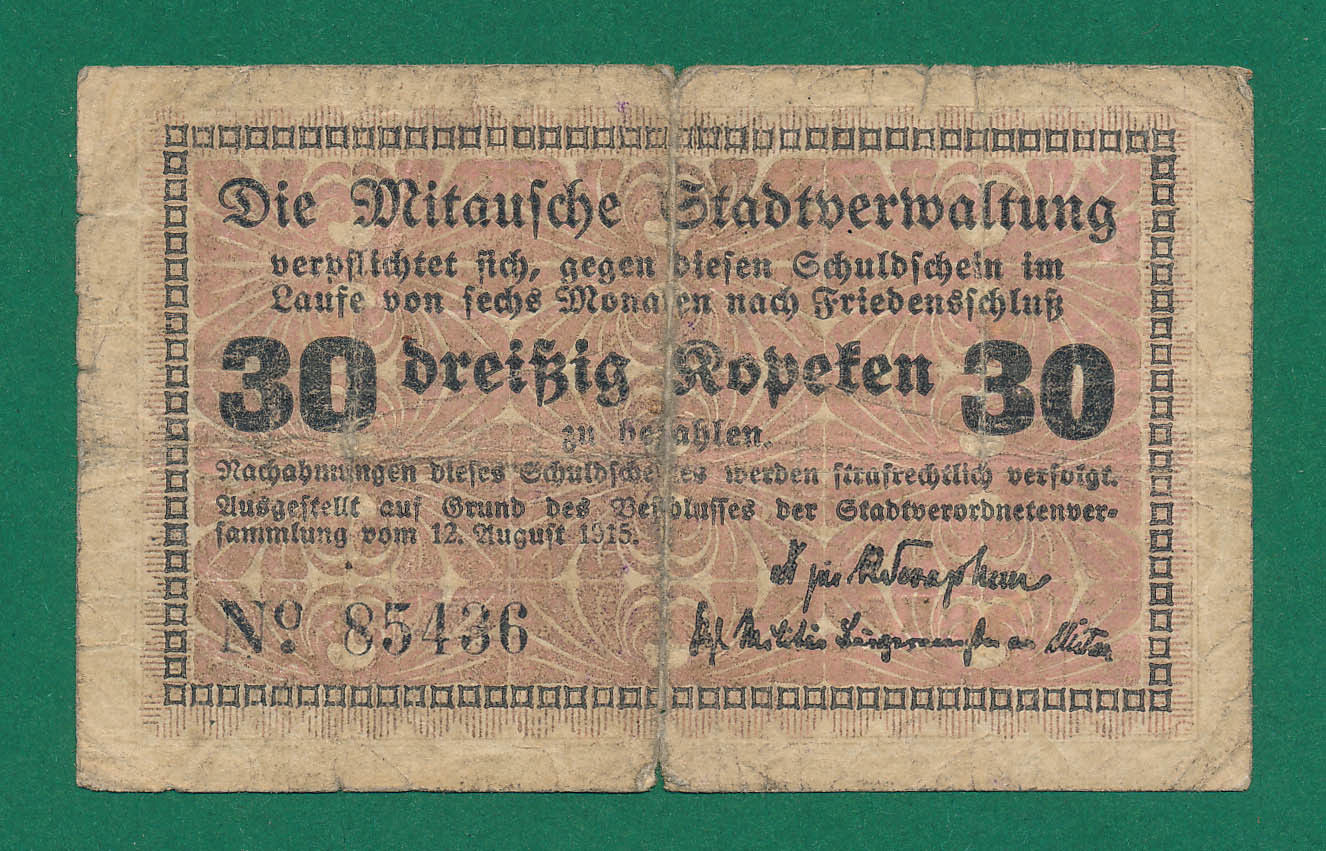 Die Mitausche Stadtverwaltung
verpflichtet sich, gegen diesen Schuldschein im
Laufe von sechs Monaten nach Friedensschluß
30 dreißig Kopeken 30
zu bezahlen.
Nachahmungen dieses Schuldscheines werden strafrechtlich verfolgt.
Ausgestellt auf Grund des Beschlusses der Stadtverordnetenver-
sammlung vom 12. August 1915.
No 85436